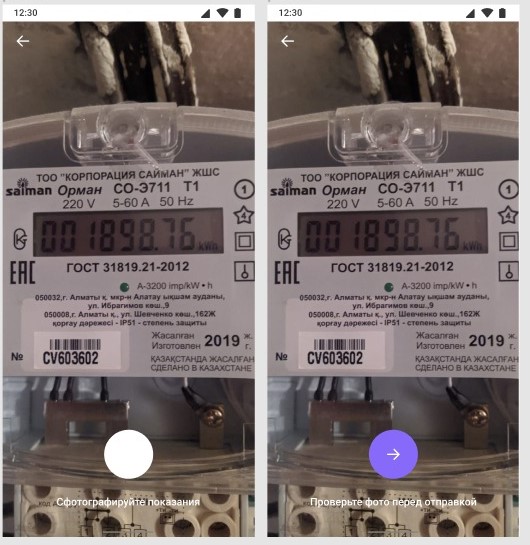 12:30
ТОО "КОРПОРАЦИЯ САЙМАН" ЖШС
saiman Орман СО-Э711 Т1
220 V 5-60 A 50 Hz
001898.76 kWh
1
4
ЕАС ГОСТ 31819.21-2012
A-3200 imp/kW • h
050032,г. Алматы қ. мкр-н Алатау ықшам ауданы,
ул. Ибрагимов көш.,9
050008,г. Алматы қ., ул. Шевченко көш.,162Ж
қорғау дәрежесі - IP51 - степень защиты
№ CV603602
Жасалған
Изготовлен 2019 ж.
г.
ҚАЗАҚСТАНДА ЖАСАЛҒАН
СДЕЛАНО В КАЗАХСТАНЕ
Сфотографируйте показания
12:30
ТОО "КОРПОРАЦИЯ САЙМАН" ЖШС
saiman Орман СО-Э711 Т1
220 V 5-60 A 50 Hz
001898.76 kWh
1
4
ЕАС ГОСТ 31819.21-2012
A-3200 imp/kW • h
050032,г. Алматы қ. мкр-н Алатау ықшам ауданы,
ул. Ибрагимов көш.,9
050008,г. Алматы қ., ул. Шевченко көш.,162Ж
қорғау дәрежесі - IP51 - степень защиты
№ CV603602
Жасалған
Изготовлен 2019 ж.
г.
ҚАЗАҚСТАНДА ЖАСАЛҒАН
СДЕЛАНО В КАЗАХСТАНЕ
Проверьте фото перед отправкой